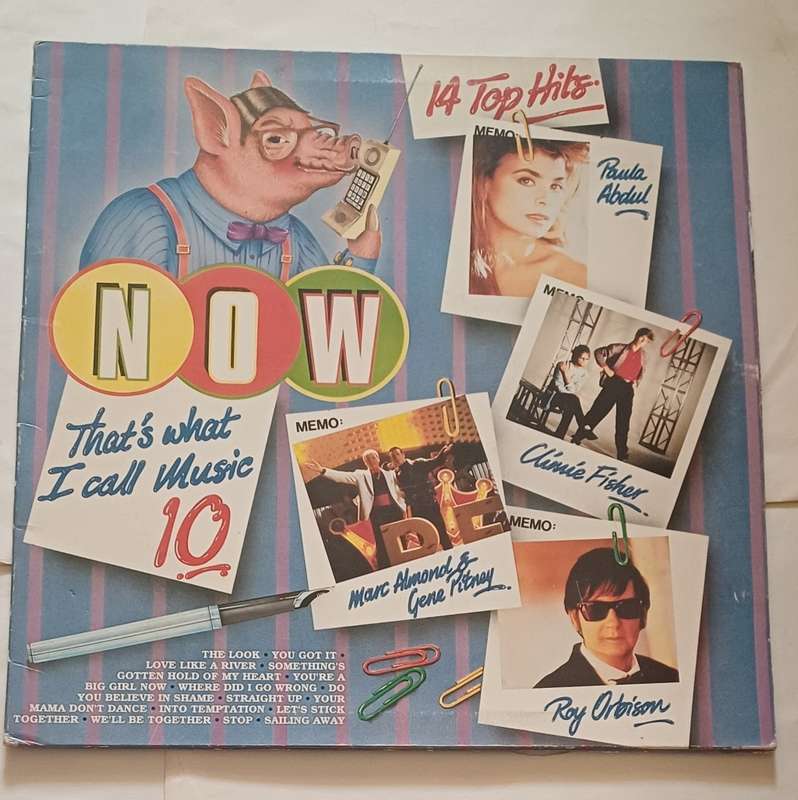 14 Top Hits.
MEMO:
Paula
Abdul
MEMO:
Climie Fisher.
NOW
That's what
I call Music
10
MEMO:
Marc Almond &
Gene Pitney.
MEMO:
Roy Orbison
THE LOOK • YOU GOT IT •
LOVE LIKE A RIVER • SOMETHING'S
GOTTEN HOLD OF MY HEART • YOU'RE A
BIG GIRL NOW • WHERE DID I GO WRONG • DO
YOU BELIEVE IN SHAME • STRAIGHT UP • YOUR
MAMA DON'T DANCE • INTO TEMPTATION • LET'S STICK
TOGETHER • WE'LL BE TOGETHER • STOP • SAILING AWAY